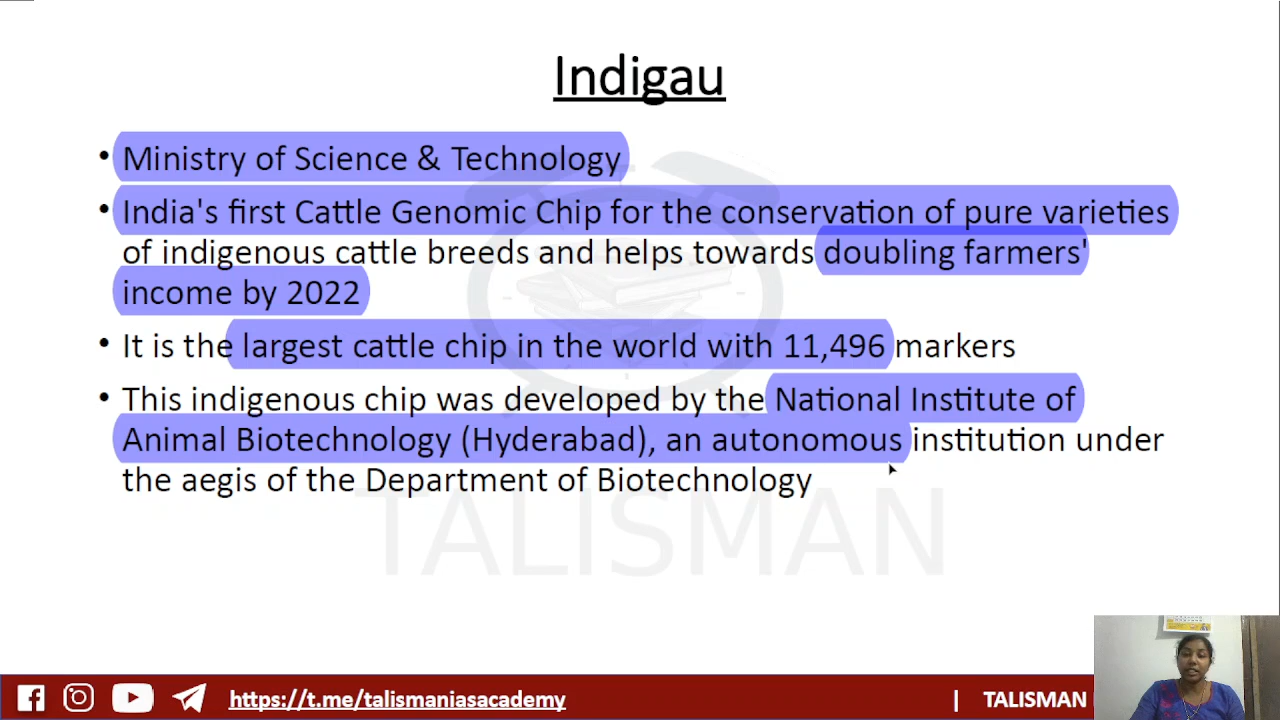 Indigau
• Ministry of Science & Technology
• India's first Cattle Genomic Chip for the conservation of pure varieties
of indigenous cattle breeds and helps towards doubling farmers'
income by 2022
• It is the largest cattle chip in the world with 11,496 markers
• This indigenous chip was developed by the National Institute of
Animal Biotechnology (Hyderabad), an autonomous institution under
the aegis of the Department of Biotechnology
TALISMAN
https://t.me/talismaniasacademy | TALISMAN